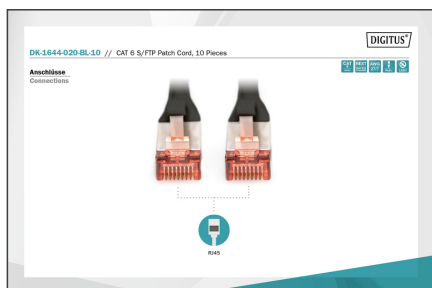 DIGITUS®
DK-1644-020-BL-10 // CAT 6 S/FTP Patch Cord, 10 Pieces
Anschlüsse
Connections
RJ45